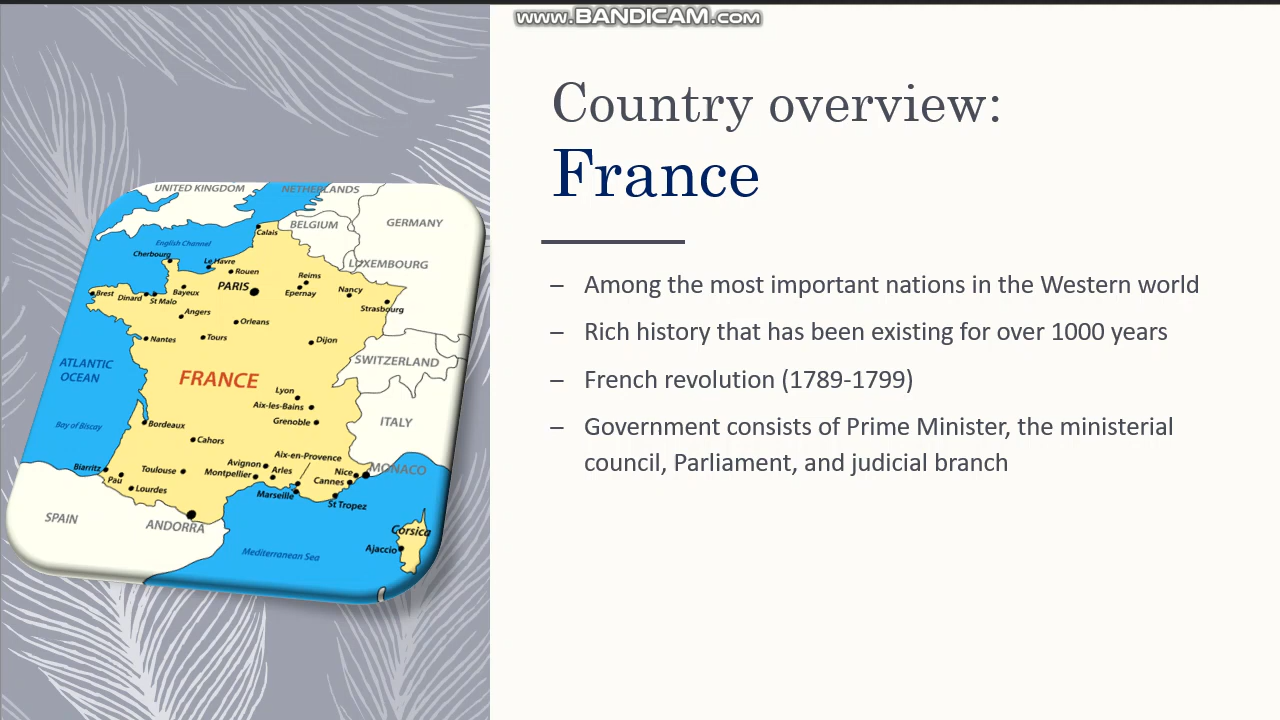 www.BANDICAM.com
Country overview:
France
– Among the most important nations in the Western world
– Rich history that has been existing for over 1000 years
– French revolution (1789-1799)
– Government consists of Prime Minister, the ministerial
council, Parliament, and judicial branch
UNITED KINGDOM
NETHERLANDS
BELGIUM
GERMANY
LUXEMBOURG
English Channel
Calais
Cherbourg
Le Havre
Rouen
Reims
PARIS
Epernay
Nancy
Strasbourg
Brest
Dinard
St Malo
Bayeux
Angers
Orleans
Nantes
Tours
Dijon
ATLANTIC
OCEAN
FRANCE
SWITZERLAND
Lyon
Aix-les-Bains
Grenoble
ITALY
Bay of Biscay
Bordeaux
Cahors
Aix-en-Provence
Biarritz
Pau
Lourdes
Toulouse
Avignon
Montpellier
Arles
Marseille
Nice
Cannes
MONACO
St Tropez
SPAIN
ANDORRA
Mediterranean Sea
Corsica
Ajaccio